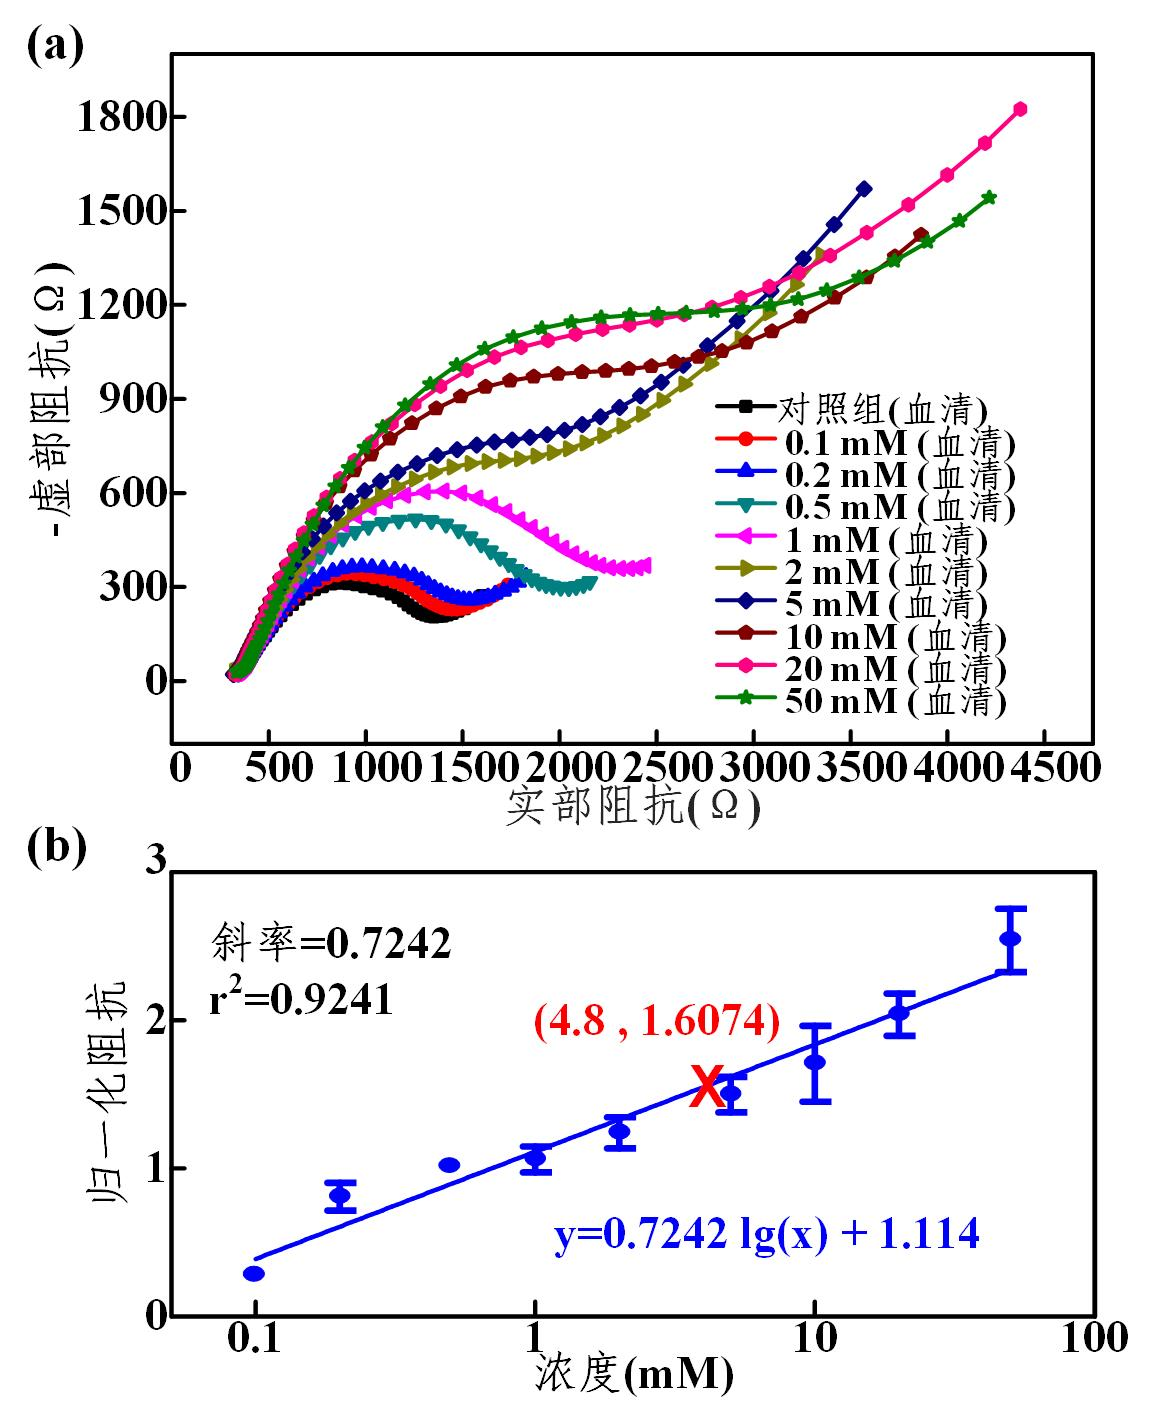 (a)
1800
1500
1200
900
600
300
0
-虚部阻抗(Ω)
对照组(血清)
0.1 mM (血清)
0.2 mM (血清)
0.5 mM (血清)
1 mM (血清)
2 mM (血清)
5 mM (血清)
10 mM (血清)
20 mM (血清)
50 mM (血清)
0 500 1000 1500 2000 2500 3000 3500 4000 4500
实部阻抗(Ω)
(b)
3
2
1
0
归一化阻抗
斜率=0.7242
r²=0.9241
(4.8 , 1.6074)
X
y=0.7242 lg(x) + 1.114
0.1 1 10 100
浓度(mM)